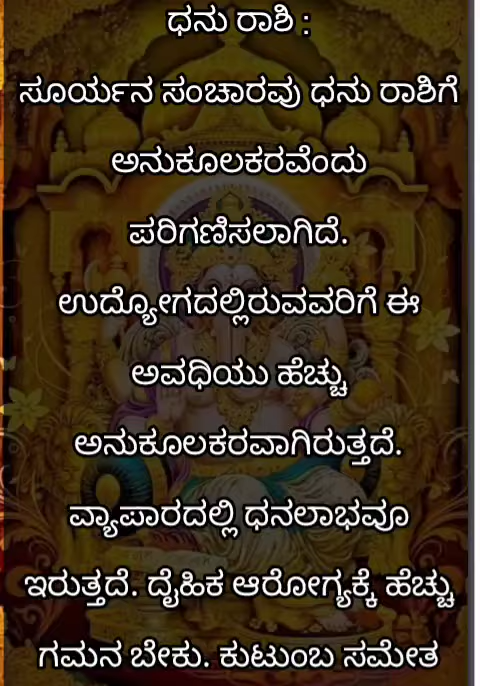 ಧನು ರಾಶಿ :
ಸೂರ್ಯನ ಸಂಚಾರವು ಧನು ರಾಶಿಗೆ
ಅನುಕೂಲಕರವೆಂದು
ಪರಿಗಣಿಸಲಾಗಿದೆ.
ಉದ್ಯೋಗದಲ್ಲಿರುವವರಿಗೆ ಈ
ಅವಧಿಯು ಹೆಚ್ಚು
ಅನುಕೂಲಕರವಾಗಿರುತ್ತದೆ.
ವ್ಯಾಪಾರದಲ್ಲಿ ಧನಲಾಭವೂ
ಇರುತ್ತದೆ. ದೈಹಿಕ ಆರೋಗ್ಯಕ್ಕೆ ಹೆಚ್ಚು
ಗಮನ ಬೇಕು. ಕುಟುಂಬ ಸಮೇತ